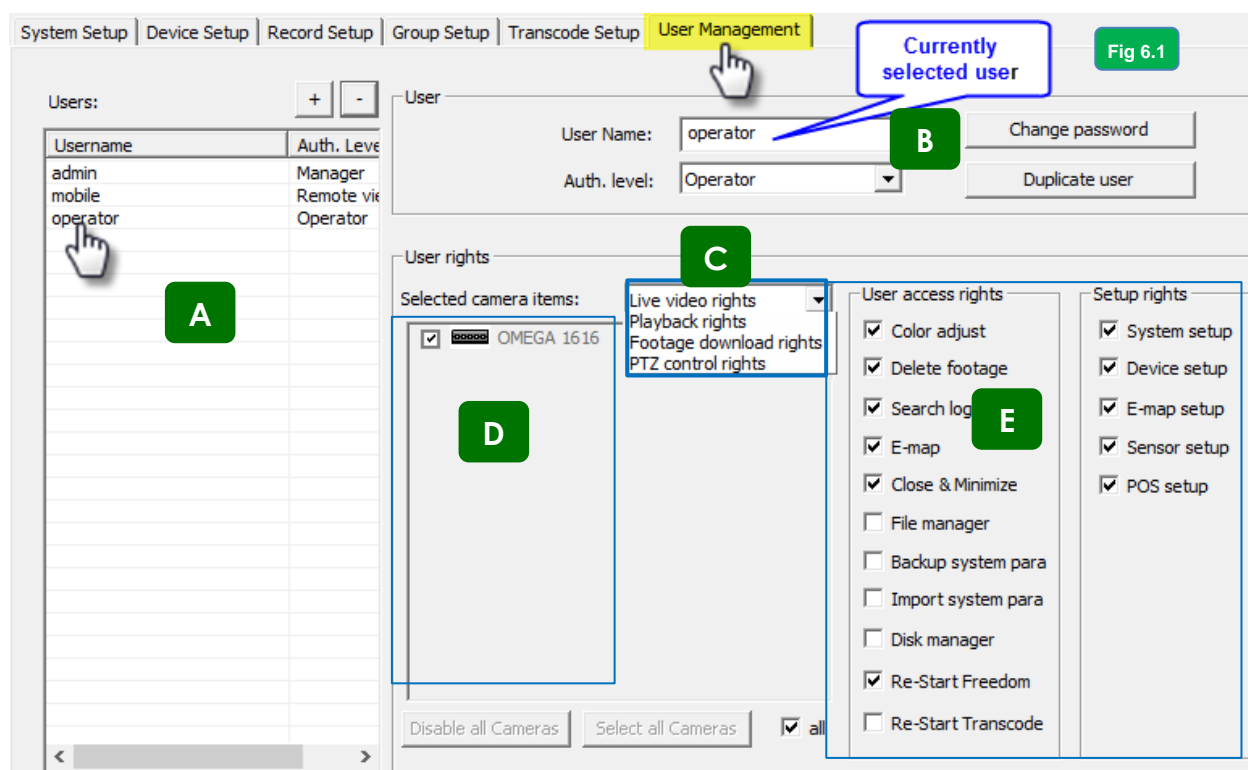 System Setup Device Setup Record Setup Group Setup Transcode Setup User Management
Currently
selected user
Fig 6.1
Users: + -
Username Auth. Leve
admin Manager
mobile Remote vie
operator Operator
A
User
User Name: operator
B
Change password
Auth. level: Operator
Duplicate user
User rights
C
Selected camera items:
Live video rights
Playback rights
Footage download rights
PTZ control rights
OMEGA 1616
D
User access rights
Color adjust
Delete footage
Search log
E
E-map
Close & Minimize
File manager
Backup system para
Import system para
Disk manager
Re-Start Freedom
Re-Start Transcode
Setup rights
System setup
Device setup
E-map setup
Sensor setup
POS setup
Disable all Cameras Select all Cameras all